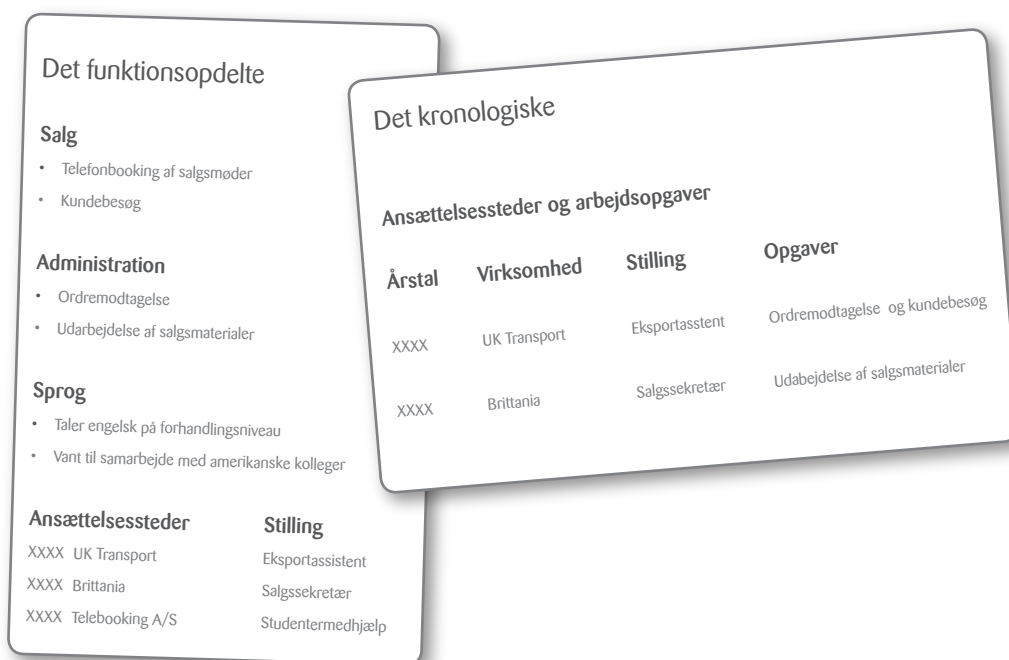 Det funktionsopdelte
Salg
• Telefonbooking af salgsmøder
• Kundebesøg
Administration
• Ordremodtagelse
• Udarbejdelse af salgsmaterialer
Sprog
• Taler engelsk på forhandlingsniveau
• Vant til samarbejde med amerikanske kolleger
Ansættelsessteder Stilling
XXXX UK Transport Eksportassistent
XXXX Brittania Salgssekretær
XXXX Telebooking A/S Studentermedhjælp
Det kronologiske
Ansættelsessteder og arbejdsopgaver
Årstal Virksomhed Stilling Opgaver
XXXX UK Transport Eksportasstent Ordremodtagelse og kundebesøg
XXXX Brittania Salgssekretær Udabejdelse af salgsmaterialer